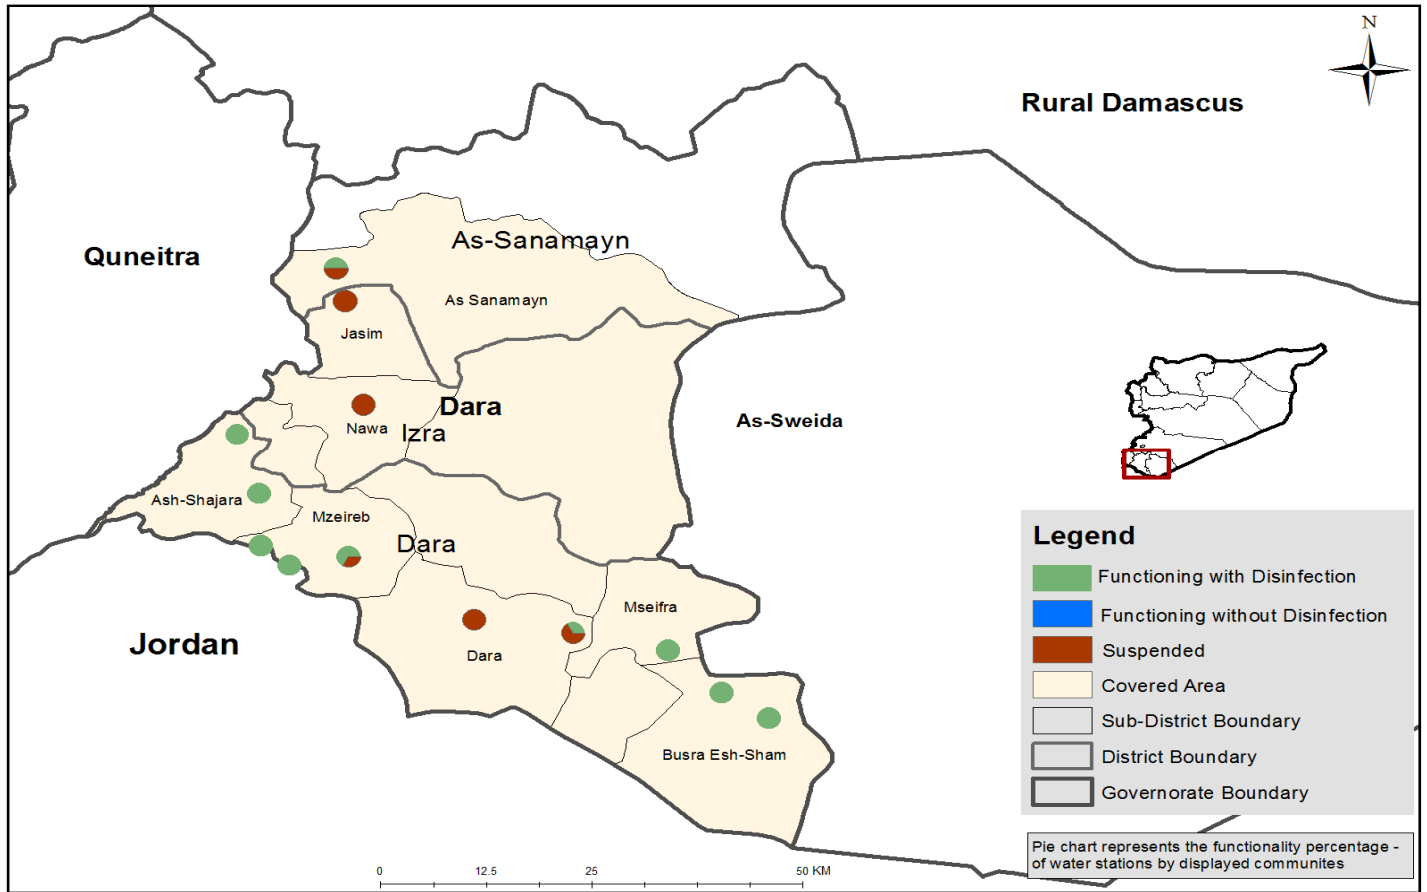 N
Rural Damascus
As-Sanamayn
Quneitra
As Sanamayn
Jasim
Dara
As-Sweida
Nawa
Izra
Ash-Shajara
Mzeireb
Dara
Mseifra
Jordan
Dara
Busra Esh-Sham
Legend
Functioning with Disinfection
Functioning without Disinfection
Suspended
Covered Area
Sub-District Boundary
District Boundary
Governorate Boundary
Pie chart represents the functionality percentage -
of water stations by displayed communites
0 12.5 25 50 KM